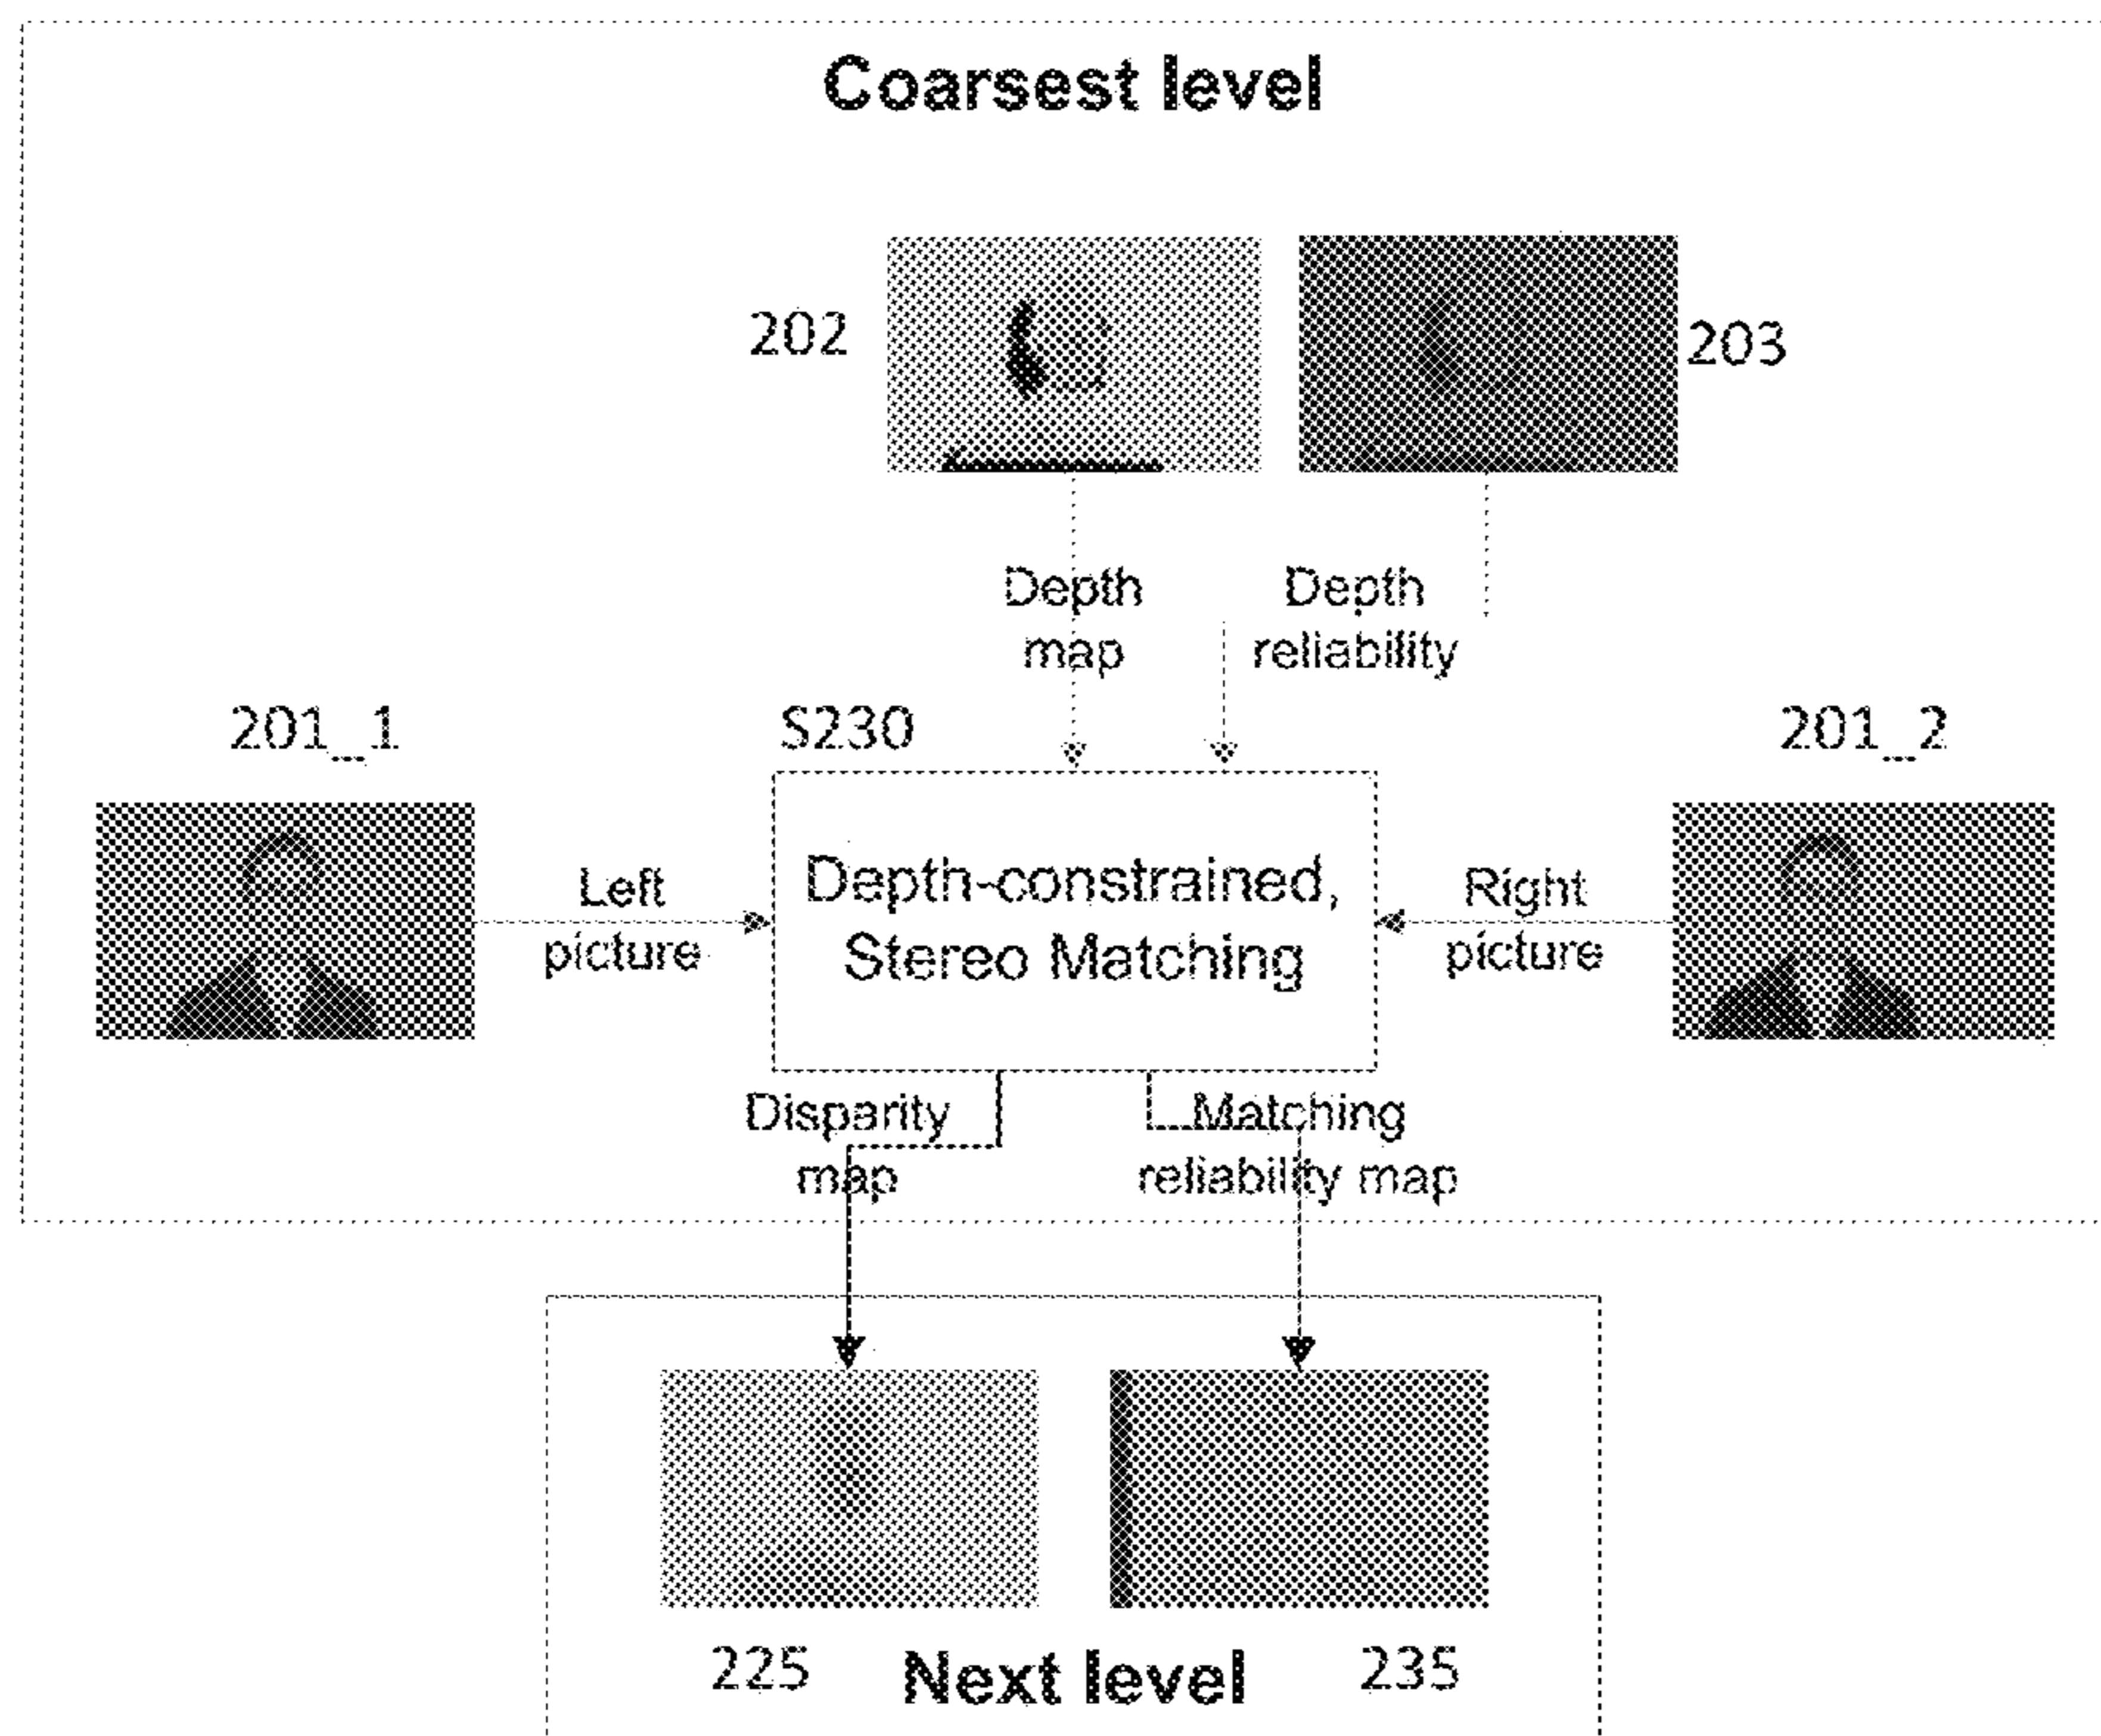 Coarsest level
202
203
Depth
map
Depth
reliability
201_1
S230
201_2
Left
picture
Depth-constrained,
Stereo Matching
Right
picture
Disparity
map
Matching
reliability map
225
Next level
235